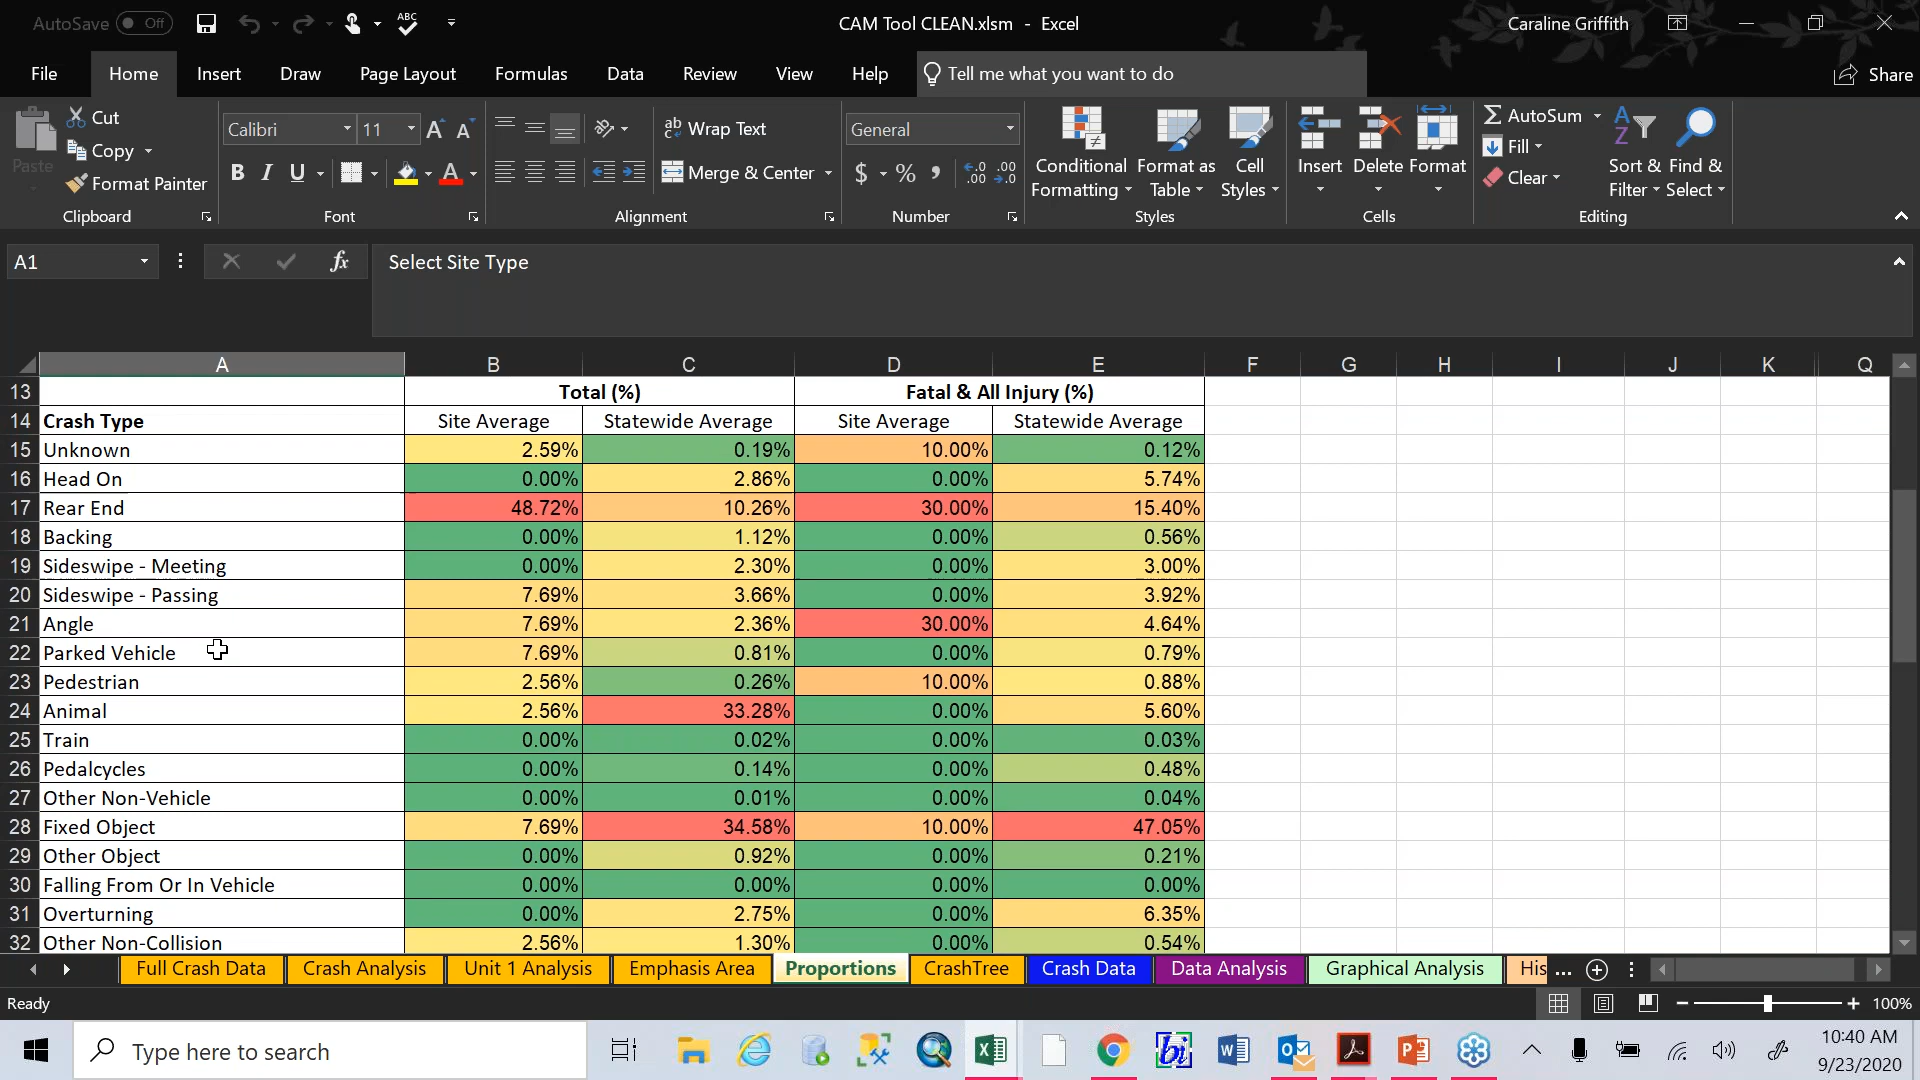 AutoSave Off CAM Tool CLEAN.xlsm - Excel Caraline Griffith
ABC
File Home Insert Draw Page Layout Formulas Data Review View Help Tell me what you want to do Share
Paste
Cut
Copy
Format Painter
Clipboard
Calibri 11
B I U A
Font
ab Wrap Text
Merge & Center
Alignment
General
$ % , .00
Number
Conditional Formatting
Format as Table
Cell Styles
Styles
Insert Delete Format
Cells
AutoSum
Fill
Clear
Sort & Filter
Find & Select
Editing
A1 fx Select Site Type
A B C D E F G H I J K Q
13 Total (%) Fatal & All Injury (%)
14 Crash Type Site Average Statewide Average Site Average Statewide Average
15 Unknown 2.59% 0.19% 10.00% 0.12%
16 Head On 0.00% 2.86% 0.00% 5.74%
17 Rear End 48.72% 10.26% 30.00% 15.40%
18 Backing 0.00% 1.12% 0.00% 0.56%
19 Sideswipe - Meeting 0.00% 2.30% 0.00% 3.00%
20 Sideswipe - Passing 7.69% 3.66% 0.00% 3.92%
21 Angle 7.69% 2.36% 30.00% 4.64%
22 Parked Vehicle 7.69% 0.81% 0.00% 0.79%
23 Pedestrian 2.56% 0.26% 10.00% 0.88%
24 Animal 2.56% 33.28% 0.00% 5.60%
25 Train 0.00% 0.02% 0.00% 0.03%
26 Pedalcycles 0.00% 0.14% 0.00% 0.48%
27 Other Non-Vehicle 0.00% 0.01% 0.00% 0.04%
28 Fixed Object 7.69% 34.58% 10.00% 47.05%
29 Other Object 0.00% 0.92% 0.00% 0.21%
30 Falling From Or In Vehicle 0.00% 0.00% 0.00% 0.00%
31 Overturning 0.00% 2.75% 0.00% 6.35%
32 Other Non-Collision 2.56% 1.30% 0.00% 0.54%
Full Crash Data Crash Analysis Unit 1 Analysis Emphasis Area Proportions CrashTree Crash Data Data Analysis Graphical Analysis His ...
Ready 100%
Type here to search
10:40 AM
9/23/2020